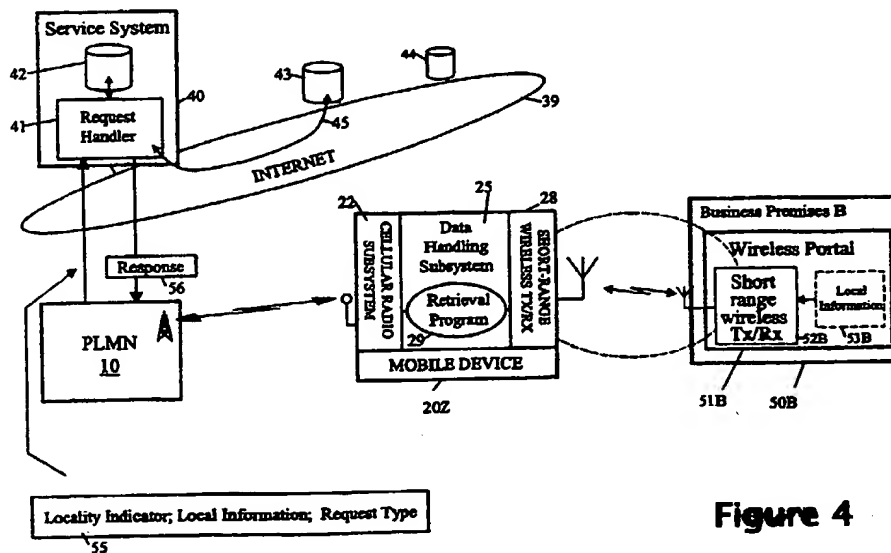 Service System
42
41
Request
Handler
40
43
44
45
39
INTERNET
Response
56
PLMN
10
22
25
28
CELLULAR RADIO
SUBSYSTEM
Data
Handling
Subsystem
Retrieval
Program
29
SHORT-RANGE
WIRELESS TX/RX
MOBILE DEVICE
20Z
Business Premises B
Wireless Portal
Short
range
wireless
Tx/Rx
52B
Local
Information
53B
51B
50B
Locality Indicator; Local Information; Request Type
55
Figure 4